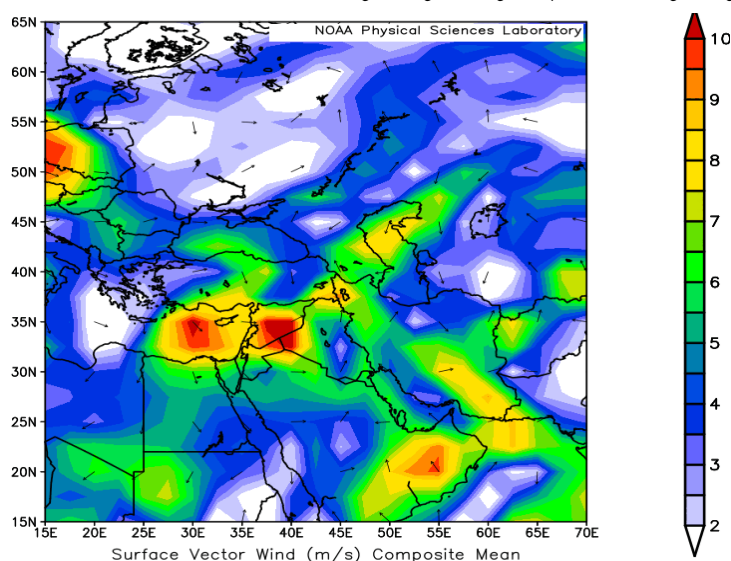 NOAA Physical Sciences Laboratory
65N
60N
55N
50N
45N
40N
35N
30N
25N
20N
15N
15E 20E 25E 30E 35E 40E 45E 50E 55E 60E 65E 70E
Surface Vector Wind (m/s) Composite Mean
10
9
8
7
6
5
4
3
2